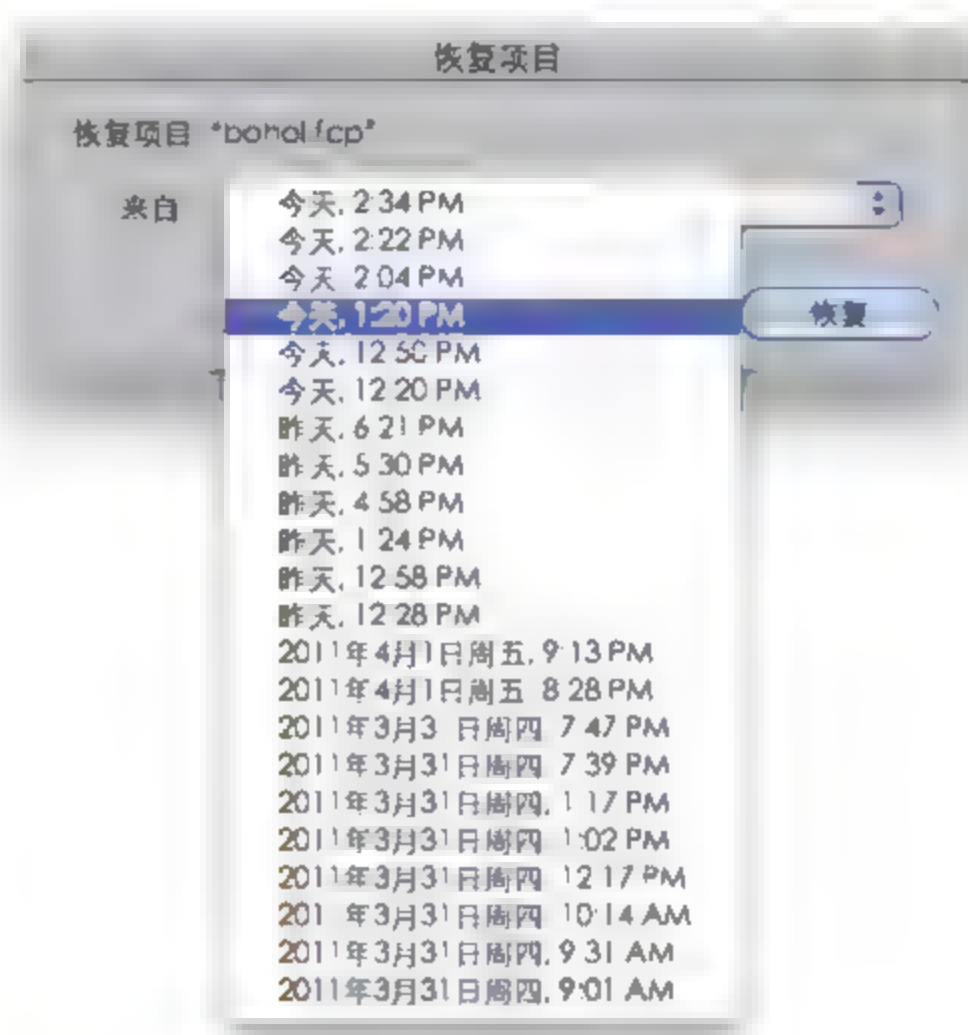 恢复项目
恢复项目 "bohol.fcp"
来自
今天, 2:34 PM
今天, 2:22 PM
今天 2:04 PM
今天, 1:20 PM
恢复
今天, 12:50 PM
今天, 12:20 PM
昨天, 6:21 PM
昨天, 5:30 PM
昨天, 4:58 PM
昨天, 1:24 PM
昨天, 12:58 PM
昨天, 12:28 PM
2011年4月1日周五, 9:13 PM
2011年4月1日周五 8:28 PM
2011年3月31日周四 7:47 PM
2011年3月31日周四 7:39 PM
2011年3月31日周四, 1:17 PM
2011年3月31日周四 1:02 PM
2011年3月31日周四 12:17 PM
2011年3月31日周四 10:14 AM
2011年3月31日周四, 9:31 AM
2011年3月31日周四, 9:01 AM